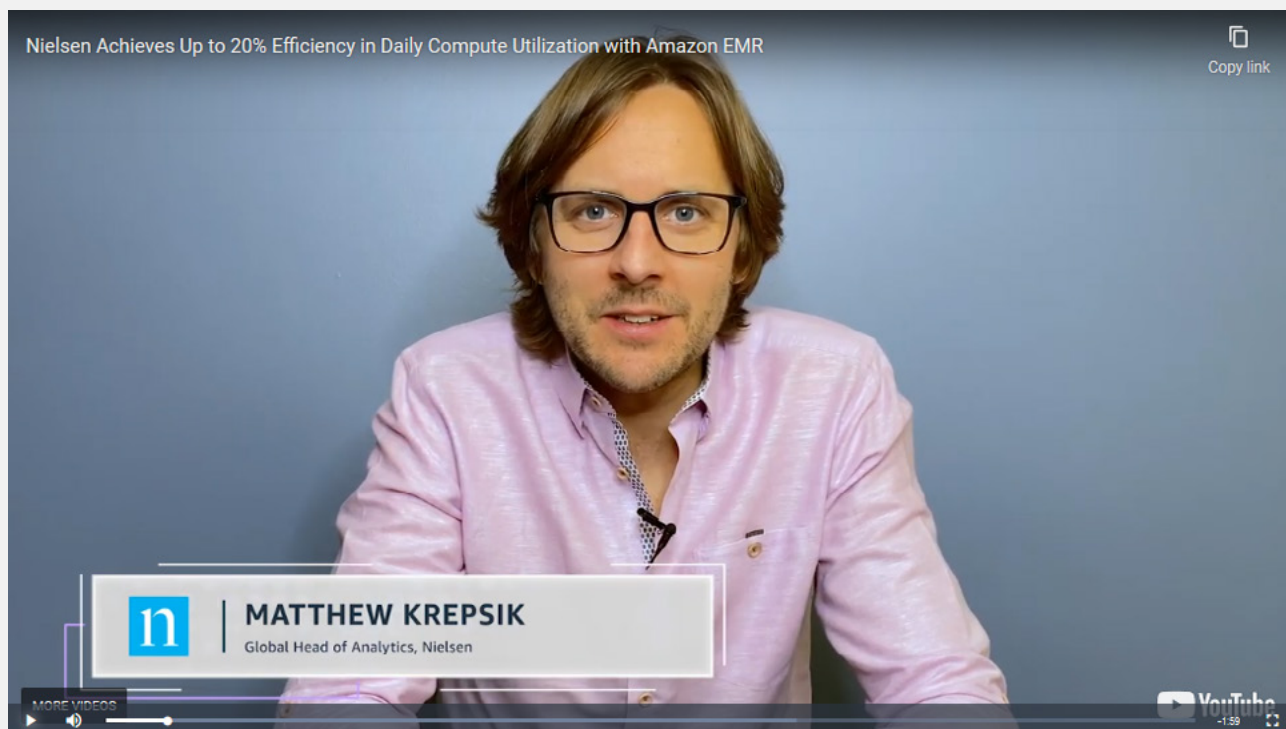 Nielsen Achieves Up to 20% Efficiency in Daily Compute Utilization with Amazon EMR
Copy link
n
MATTHEW KREPSIK
Global Head of Analytics, Nielsen
MORE VIDEOS
YouTube
-1:59